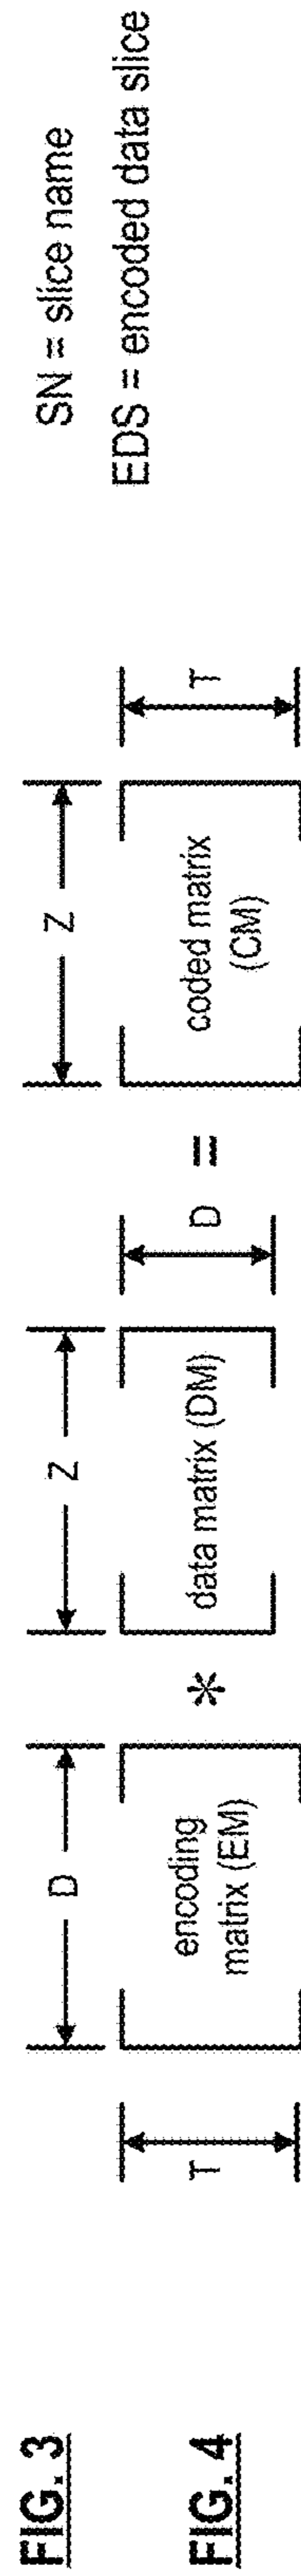 FIG. 3
SN = slice name
EDS = encoded data slice
FIG. 4
D
T
encoding
matrix (EM)
*
Z
data matrix (DM)
D
=
Z
coded matrix
(CM)
T